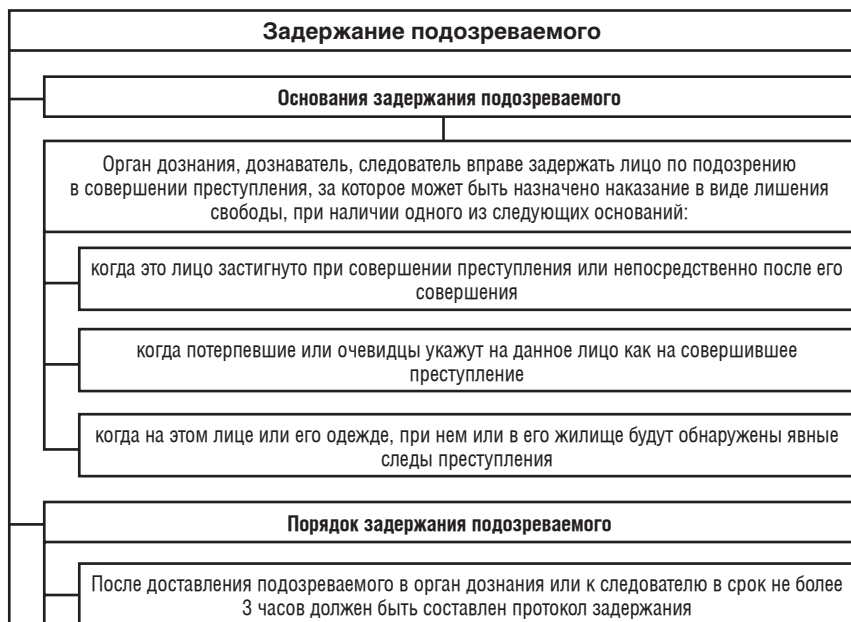 Задержание подозреваемого
Основания задержания подозреваемого
Орган дознания, дознаватель, следователь вправе задержать лицо по подозрению
в совершении преступления, за которое может быть назначено наказание в виде лишения
свободы, при наличии одного из следующих оснований:
когда это лицо застигнуто при совершении преступления или непосредственно после его
совершения
когда потерпевшие или очевидцы укажут на данное лицо как на совершившее
преступление
когда на этом лице или его одежде, при нем или в его жилище будут обнаружены явные
следы преступления
Порядок задержания подозреваемого
После доставления подозреваемого в орган дознания или к следователю в срок не более
3 часов должен быть составлен протокол задержания